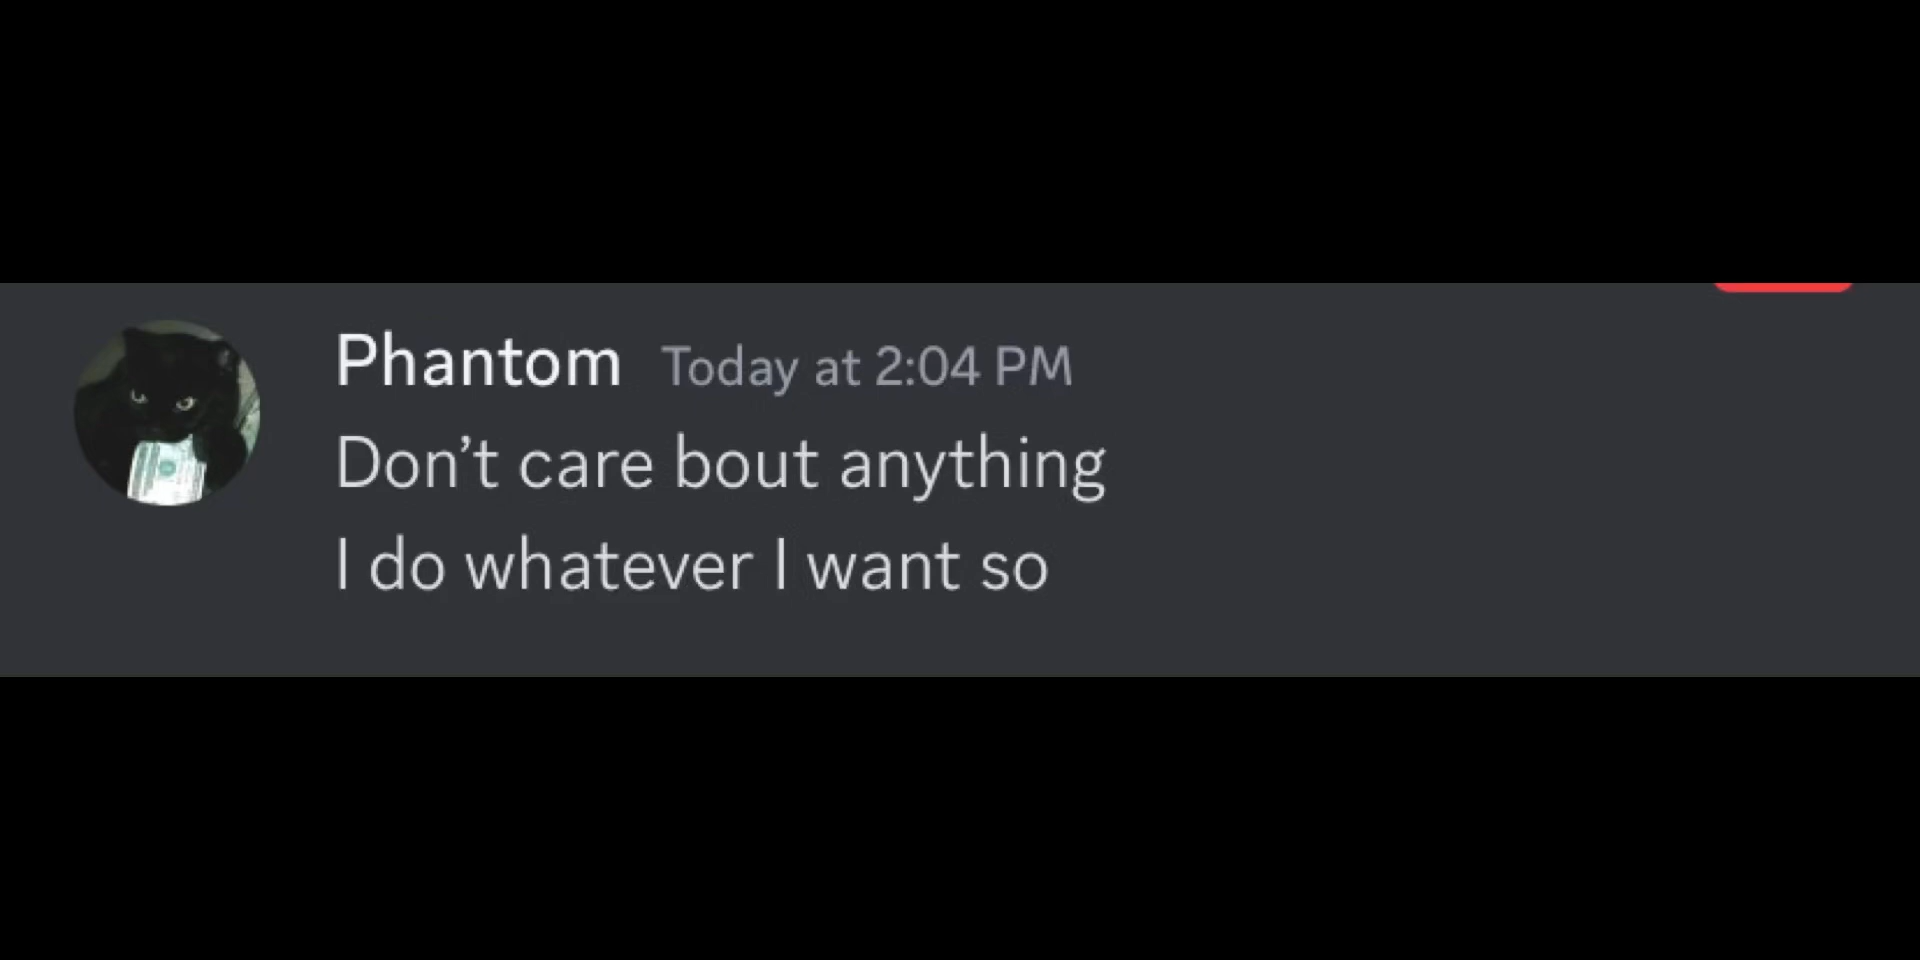 Phantom Today at 2:04 PM
Don’t care bout anything
I do whatever I want so